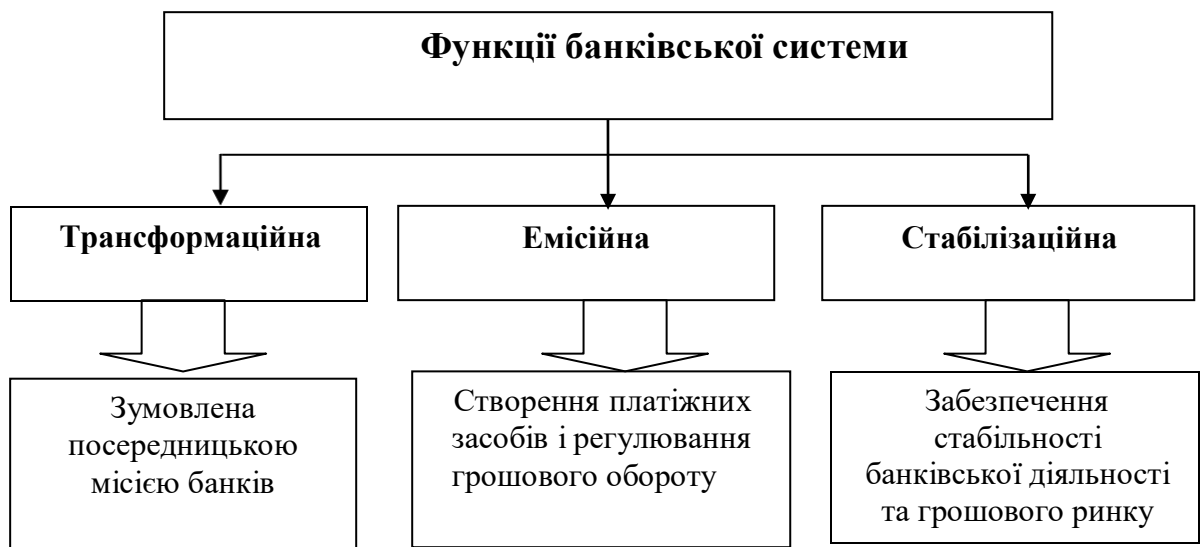 Функції банківської системи
Трансформаційна
Емісійна
Стабілізаційна
Зумовлена
посередницькою
місією банків
Створення платіжних
засобів і регулювання
грошового обороту
Забезпечення
стабільності
банківської діяльності
та грошового ринку